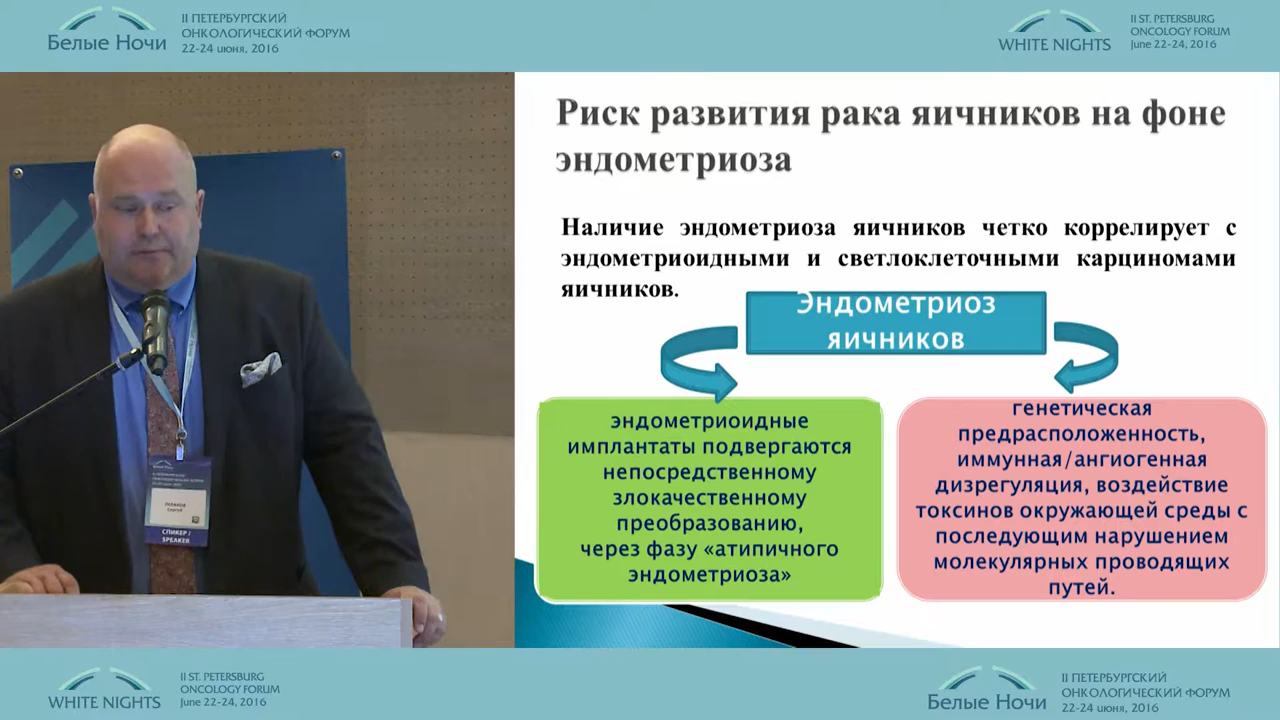 II ПЕТЕРБУРГСКИЙ
ОНКОЛОГИЧЕСКИЙ ФОРУМ
22-24 июня, 2016
Белые Ночи
II ST. PETERSBURG
ONCOLOGY FORUM
June 22-24, 2016
WHITE NIGHTS
Риск развития рака яичников на фоне
эндометриоза
Наличие эндометриоза яичников четко коррелирует с
эндометриоидными и светлоклеточными карциномами
яичников.
Эндометриоз
яичников
эндометриоидные
имплантаты подвергаются
непосредственному
злокачественному
преобразованию,
через фазу «атипичного
эндометриоза»
генетическая
предрасположенность,
иммунная/ангиогенная
дизрегуляция, воздействие
токсинов окружающей среды с
последующим нарушением
молекулярных проводящих
путей.
СПИКЕР /
SPEAKER
II ST. PETERSBURG
ONCOLOGY FORUM
June 22-24, 2016
WHITE NIGHTS
II ПЕТЕРБУРГСКИЙ
ОНКОЛОГИЧЕСКИЙ ФОРУМ
22-24 июня, 2016
Белые Ночи